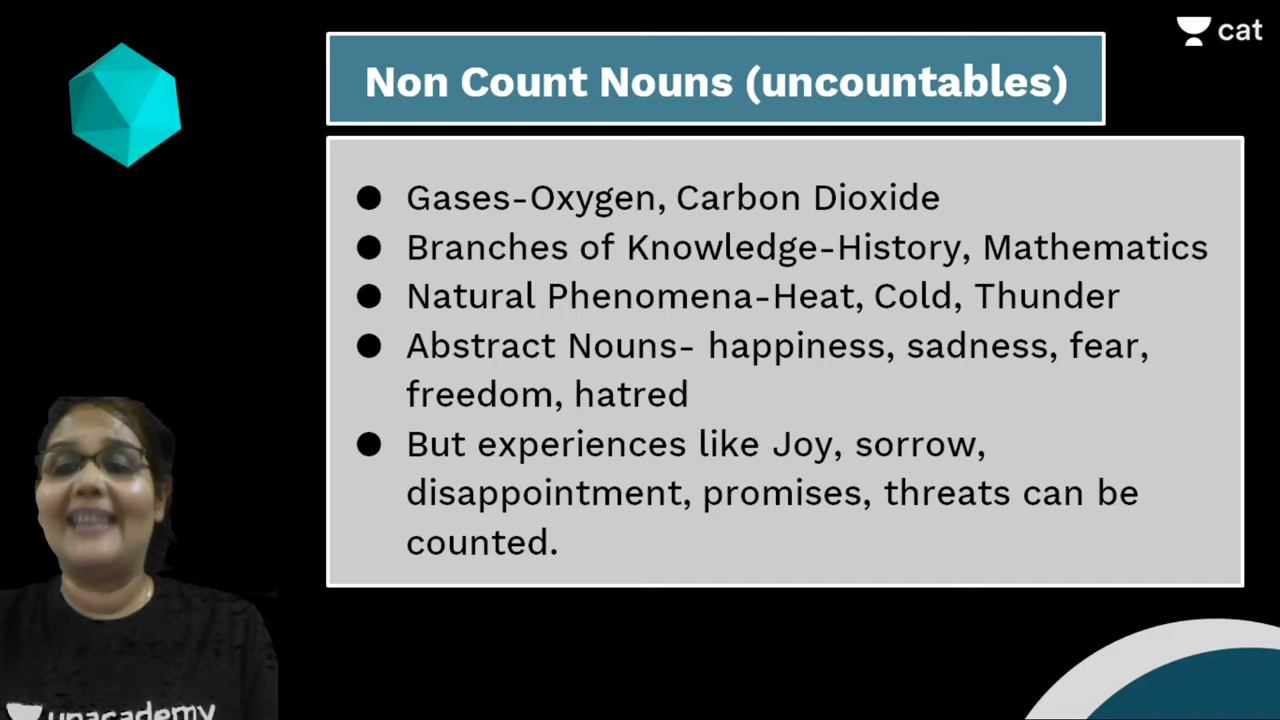 cat
Non Count Nouns (uncountables)
● Gases-Oxygen, Carbon Dioxide
● Branches of Knowledge-History, Mathematics
● Natural Phenomena-Heat, Cold, Thunder
● Abstract Nouns- happiness, sadness, fear,
freedom, hatred
● But experiences like Joy, sorrow,
disappointment, promises, threats can be
counted.
unacademy